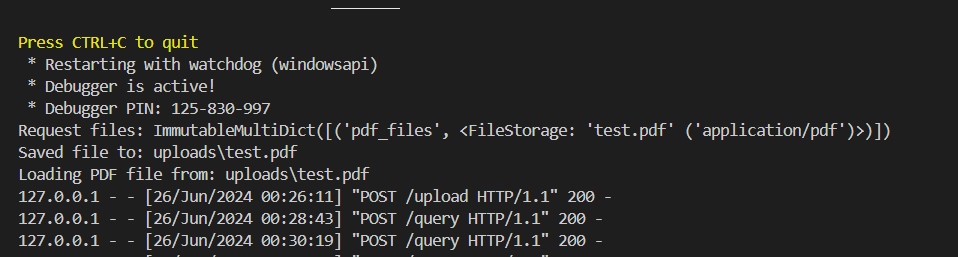 Press CTRL+C to quit
* Restarting with watchdog (windowsapi)
* Debugger is active!
* Debugger PIN: 125-830-997
Request files: ImmutableMultiDict([('pdf_files', <FileStorage: 'test.pdf' ('application/pdf')>)])
Saved file to: uploads\test.pdf
Loading PDF file from: uploads\test.pdf
127.0.0.1 - - [26/Jun/2024 00:26:11] "POST /upload HTTP/1.1" 200 -
127.0.0.1 - - [26/Jun/2024 00:28:43] "POST /query HTTP/1.1" 200 -
127.0.0.1 - - [26/Jun/2024 00:30:19] "POST /query HTTP/1.1" 200 -